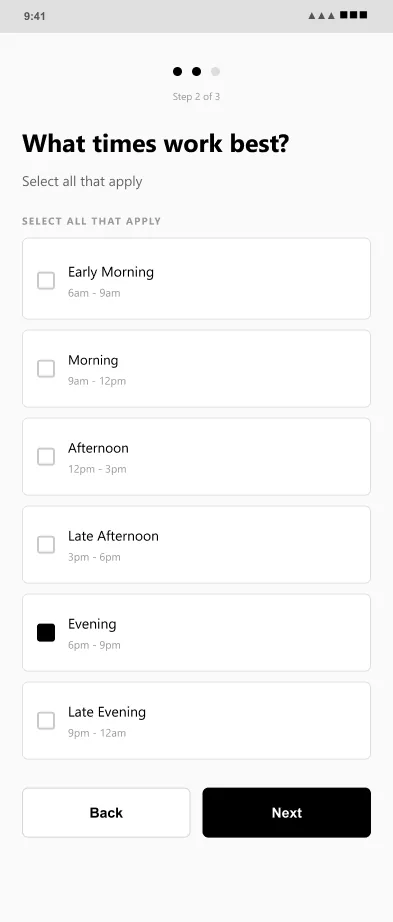 9:41
Step 2 of 3
What times work best?
Select all that apply
SELECT ALL THAT APPLY
Early Morning
6am - 9am
Morning
9am - 12pm
Afternoon
12pm - 3pm
Late Afternoon
3pm - 6pm
Evening
6pm - 9pm
Late Evening
9pm - 12am
Back
Next